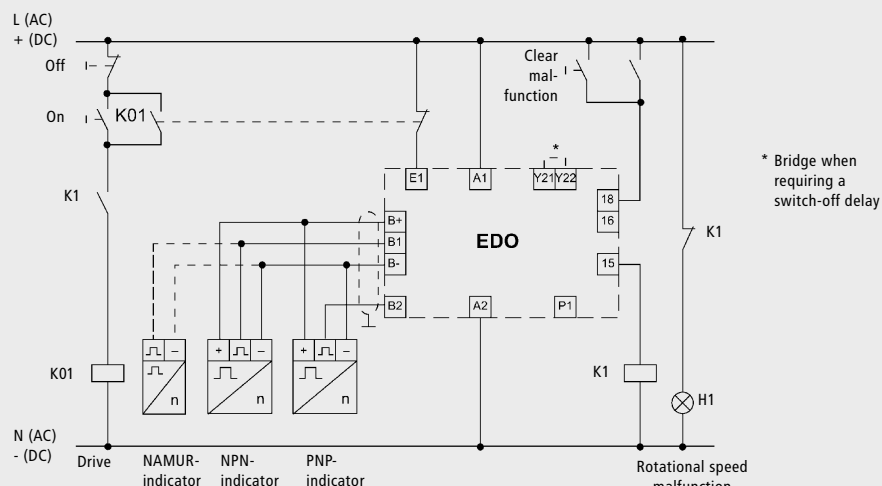 L (AC)
+ (DC)
Off
On
K01
K1
Clear
mal-
function
*
E1
A1
Y21
Y22
18
16
15
B+
B1
B-
B2
A2
P1
EDO
* Bridge when
requiring a
switch-off delay
K1
K01
–
n
+
–
n
+
–
n
K1
H1
N (AC)
- (DC)
Drive
NAMUR-
indicator
NPN-
indicator
PNP-
indicator
Rotational speed
malfunction